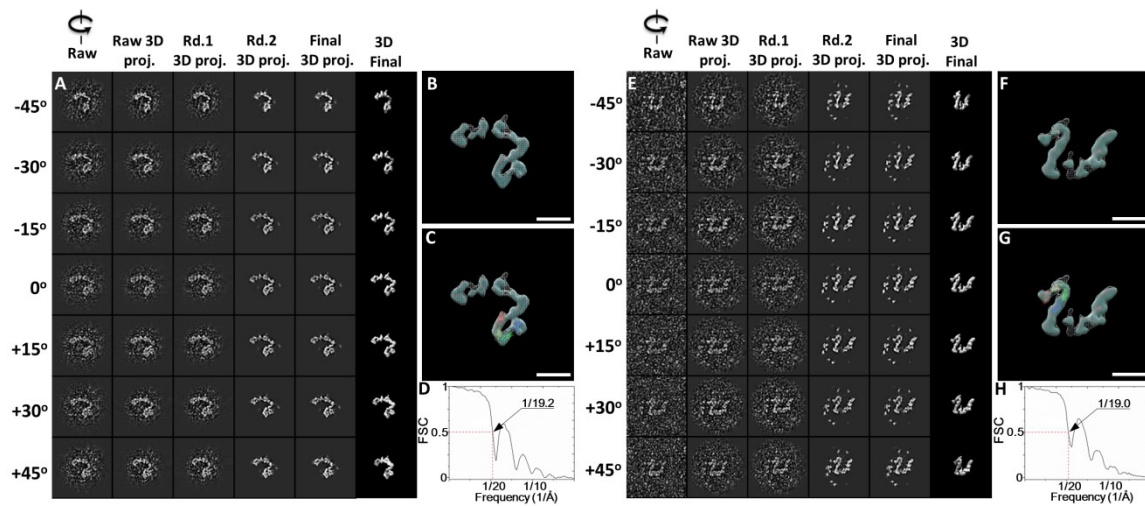 Raw
Raw 3D proj.
Rd.1 3D proj.
Rd.2 3D proj.
Final 3D proj.
3D Final
A
-45º
-30º
-15º
0º
+15º
+30º
+45º
B
C
D
1
0.5
0
FSC
1/19.2
1/20
1/10
Frequency (1/Å)
Raw
Raw 3D proj.
Rd.1 3D proj.
Rd.2 3D proj.
Final 3D proj.
3D Final
E
-45º
-30º
-15º
0º
+15º
+30º
+45º
F
G
H
1
0.5
0
FSC
1/19.0
1/20
1/10
Frequency (1/Å)